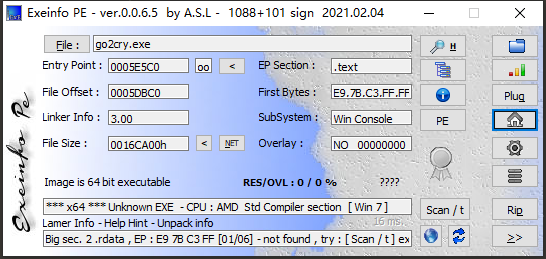 Exeinfo PE - ver.0.0.6.5 by A.S.L - 1088+101 sign 2021.02.04
File : go2cry.exe H
Entry Point : 0005E5C0 oo < EP Section : .text
File Offset : 0005DBC0 First Bytes : E9.7B.C3.FF.FF Plug
Linker Info : 3.00 SubSystem : Win Console PE
File Size : 0016CA00h < NET Overlay : NO 00000000
Image is 64 bit executable RES/OVL : 0 / 0 % ????
*** x64 *** Unknown EXE - CPU : AMD Std Compiler section [ Win 7 ] Scan / t Rip
Lamer Info - Help Hint - Unpack info 16 ms.
Big sec. 2 .rdata , EP : E9 7B C3 FF [01/06] - not found , try : [ Scan / t ] ex >>
Exeinfo Pe